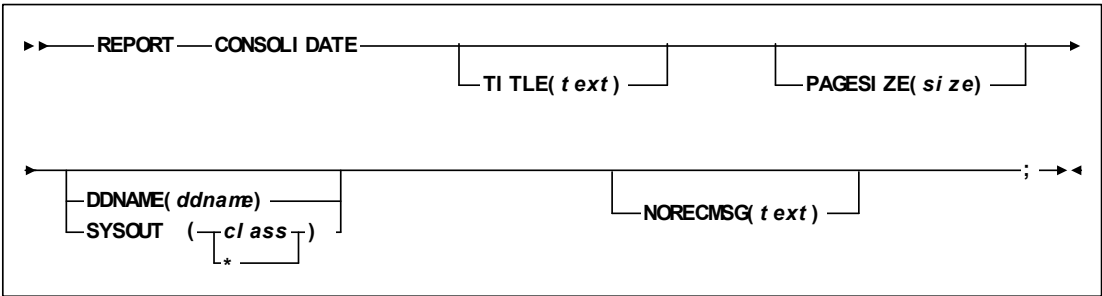 REPORT CONSOLIDATE
TITLE(text) PAGESIZE(size)
;
DDNAME(ddname)
NORECMSG(text)
SYSOUT (class)
*